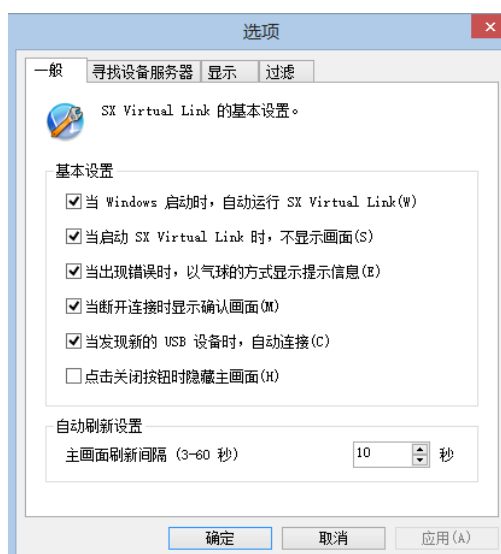 选项
一般 寻找设备服务器 显示 过滤
SX Virtual Link 的基本设置。
基本设置
当 Windows 启动时，自动运行 SX Virtual Link(W)
当启动 SX Virtual Link 时，不显示画面(S)
当出现错误时，以气球的方式显示提示信息(E)
当断开连接时显示确认画面(M)
当发现新的 USB 设备时，自动连接(C)
点击关闭按钮时隐藏主画面(H)
自动刷新设置
主画面刷新间隔 (3-60 秒) 10 秒
确定 取消 应用(A)